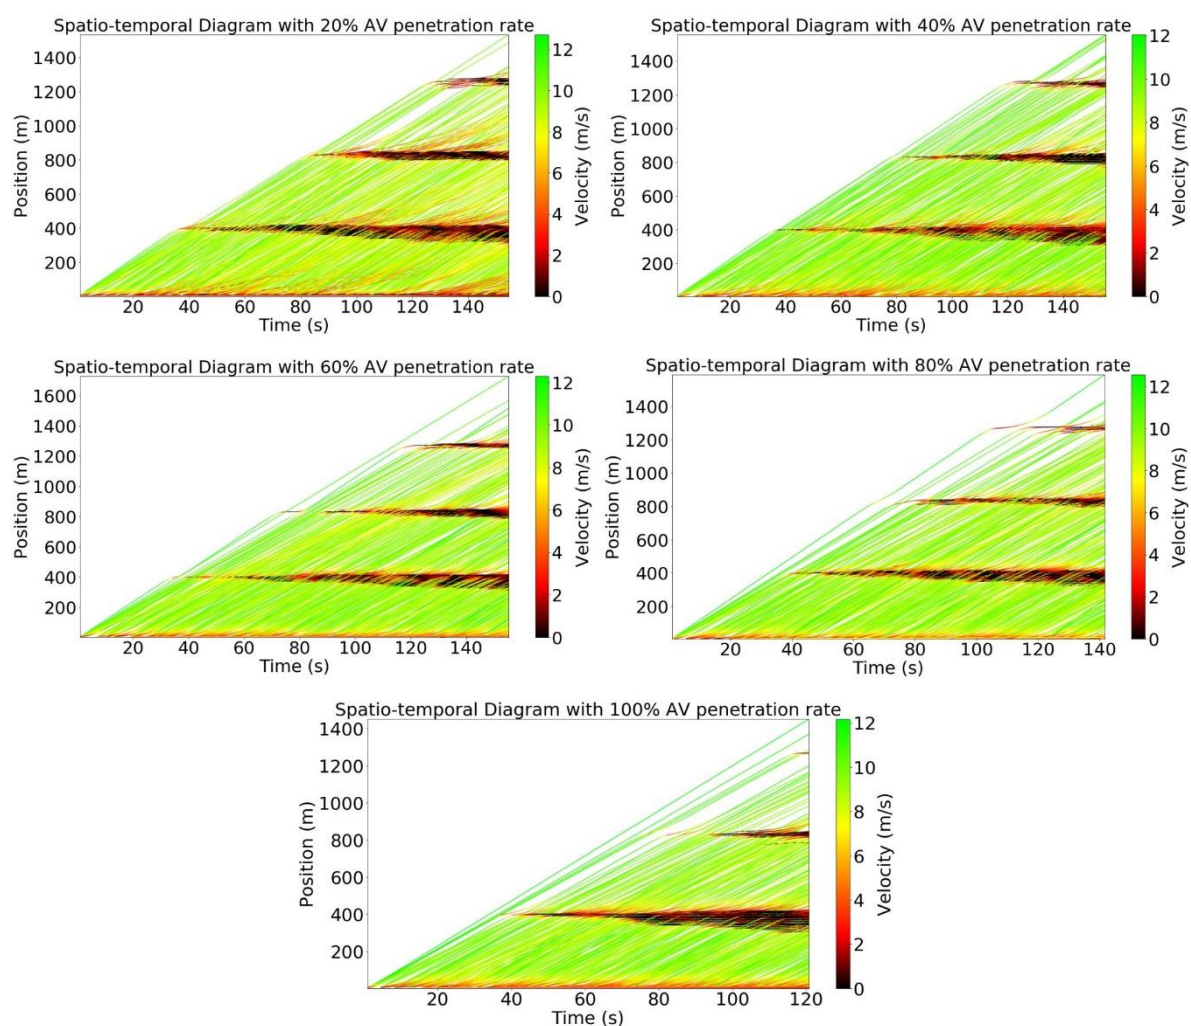 Spatio-temporal Diagram with 20% AV penetration rate
1400
1200
1000
800
600
400
200
Position (m)
20 40 60 80 100 120 140
Time (s)
12
10
8
6
4
2
0
Velocity (m/s)
Spatio-temporal Diagram with 40% AV penetration rate
1400
1200
1000
800
600
400
200
Position (m)
20 40 60 80 100 120 140
Time (s)
12
10
8
6
4
2
0
Velocity (m/s)
Spatio-temporal Diagram with 60% AV penetration rate
1600
1400
1200
1000
800
600
400
200
Position (m)
20 40 60 80 100 120 140
Time (s)
12
10
8
6
4
2
0
Velocity (m/s)
Spatio-temporal Diagram with 80% AV penetration rate
1400
1200
1000
800
600
400
200
Position (m)
20 40 60 80 100 120 140
Time (s)
12
10
8
6
4
2
0
Velocity (m/s)
Spatio-temporal Diagram with 100% AV penetration rate
1400
1200
1000
800
600
400
200
Position (m)
20 40 60 80 100 120
Time (s)
12
10
8
6
4
2
0
Velocity (m/s)